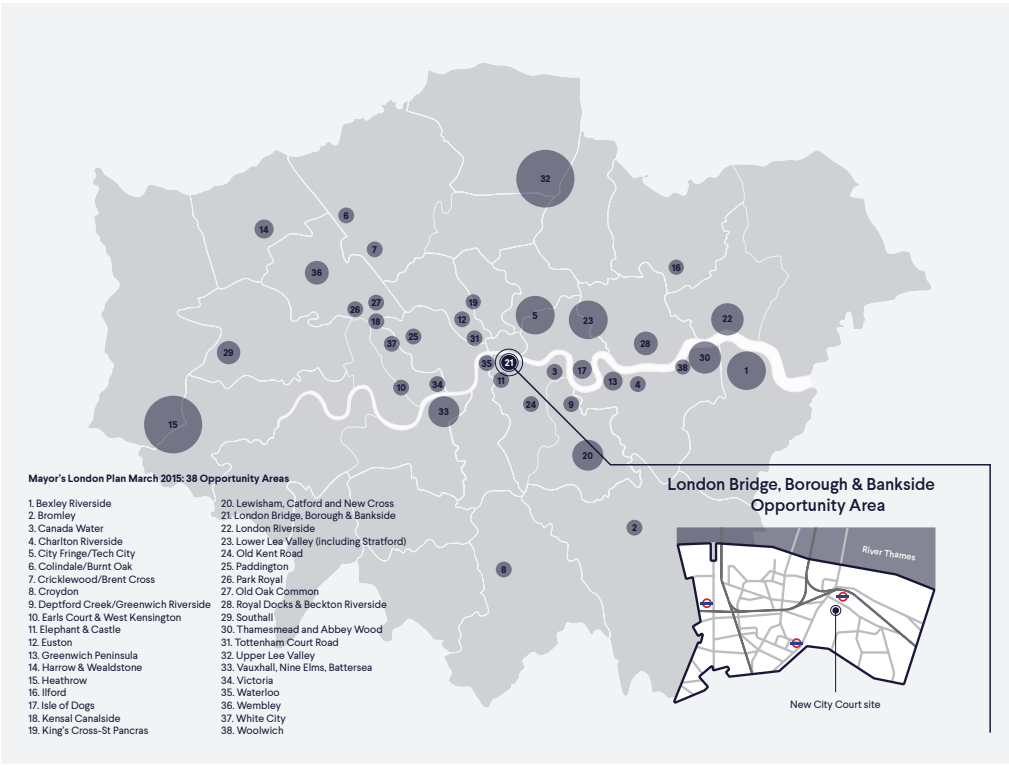 32
6
14
7
16
36
27
19
26
5
22
12
18
23
25
31
28
37
29
35
21
30
38
3
17
1
11
13
4
10
34
24
9
33
15
20
Mayor's London Plan March 2015: 38 Opportunity Areas
1. Bexley Riverside
2. Bromley
3. Canada Water
4. Charlton Riverside
5. City Fringe/Tech City
6. Colindale/Burnt Oak
7. Cricklewood/Brent Cross
8. Croydon
9. Deptford Creek/Greenwich Riverside
10. Earls Court & West Kensington
11. Elephant & Castle
12. Euston
13. Greenwich Peninsula
14. Harrow & Wealdstone
15. Heathrow
16. Ilford
17. Isle of Dogs
18. Kensal Canalside
19. King's Cross-St Pancras
20. Lewisham, Catford and New Cross
21. London Bridge, Borough & Bankside
22. London Riverside
23. Lower Lea Valley (including Stratford)
24. Old Kent Road
25. Paddington
26. Park Royal
27. Old Oak Common
28. Royal Docks & Beckton Riverside
29. Southall
30. Thamesmead and Abbey Wood
31. Tottenham Court Road
32. Upper Lee Valley
33. Vauxhall, Nine Elms, Battersea
34. Victoria
35. Waterloo
36. Wembley
37. White City
38. Woolwich
2
8
London Bridge, Borough & Bankside
Opportunity Area
River Thames
New City Court site